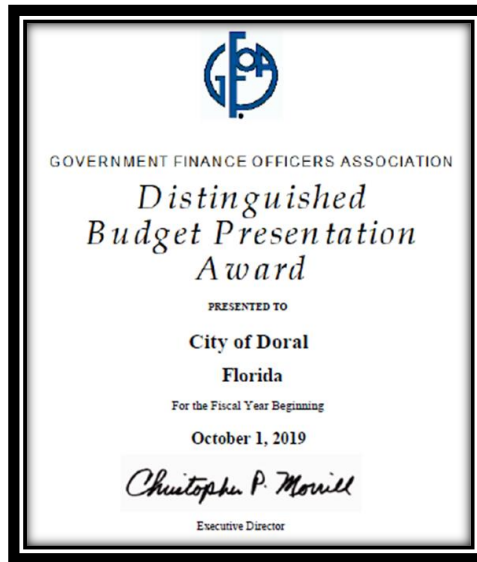 GFOA
GOVERNMENT FINANCE OFFICERS ASSOCIATION
Distinguished
Budget Presentation
Award
PRESENTED TO
City of Doral
Florida
For the Fiscal Year Beginning
October 1, 2019
Christopher P. Morrill
Executive Director